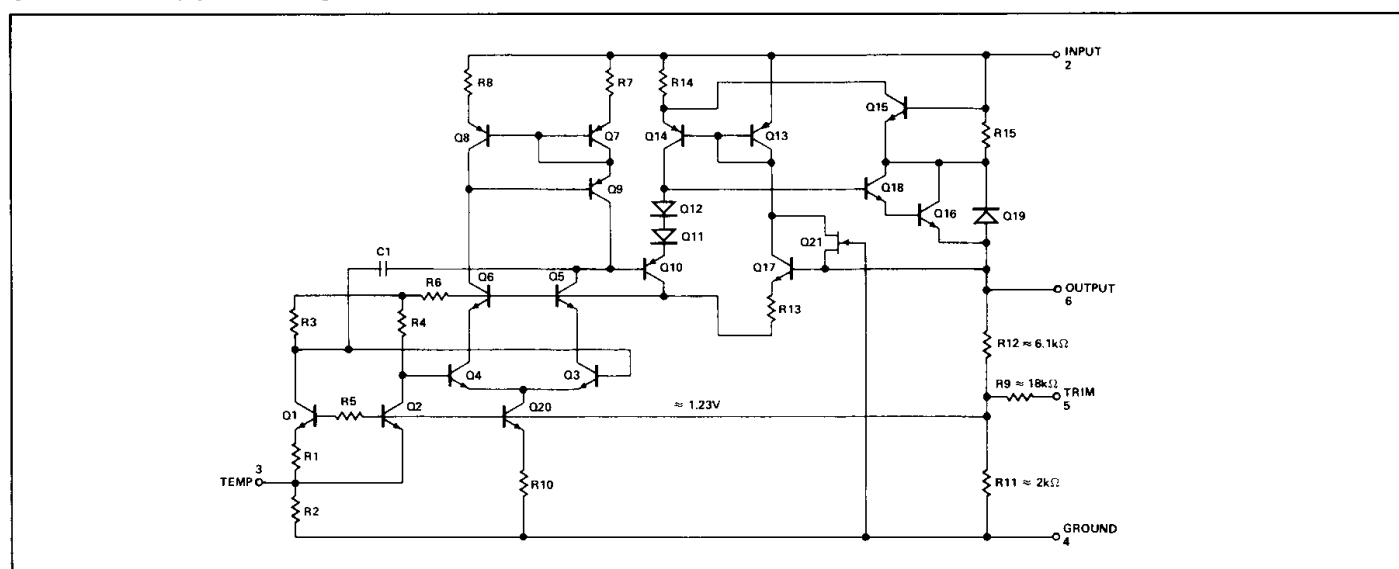 INPUT
2
R8
R7
R14
Q15
R15
Q8
Q7
Q14
Q13
Q9
Q18
Q16
Q19
Q12
Q11
Q21
C1
Q10
Q17
Q6
Q5
R6
OUTPUT
6
R3
R4
R13
R12 ≈ 6.1kΩ
Q4
Q3
R9 ≈ 18kΩ
TRIM
5
Q1
R5
Q2
Q20
≈ 1.23V
R1
3
TEMP
R10
R11 ≈ 2kΩ
R2
GROUND
4